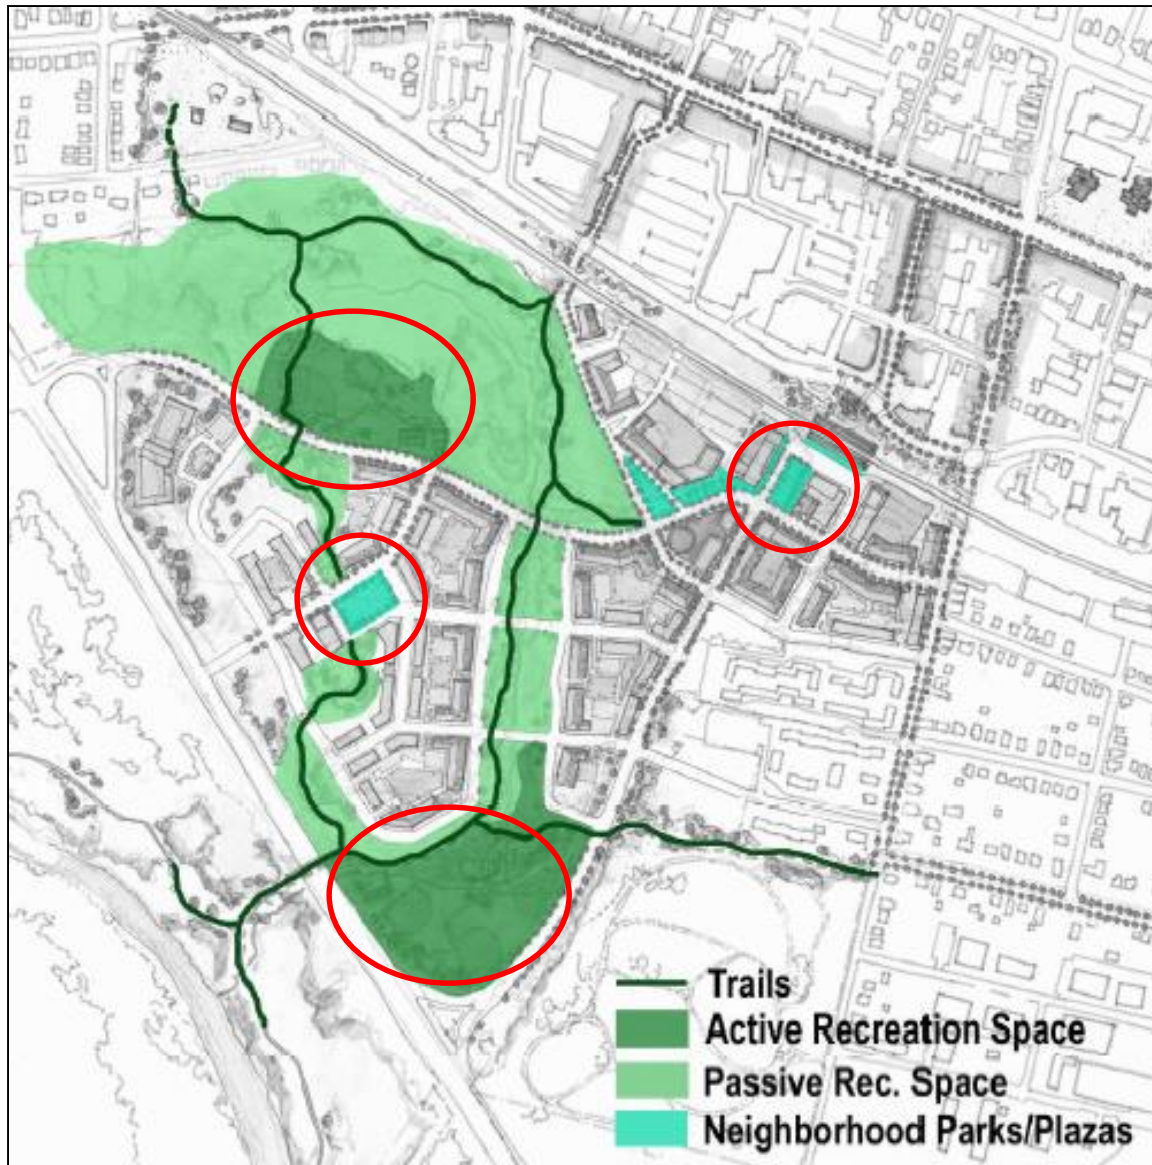 Trails
Active Recreation Space
Passive Rec. Space
Neighborhood Parks/Plazas